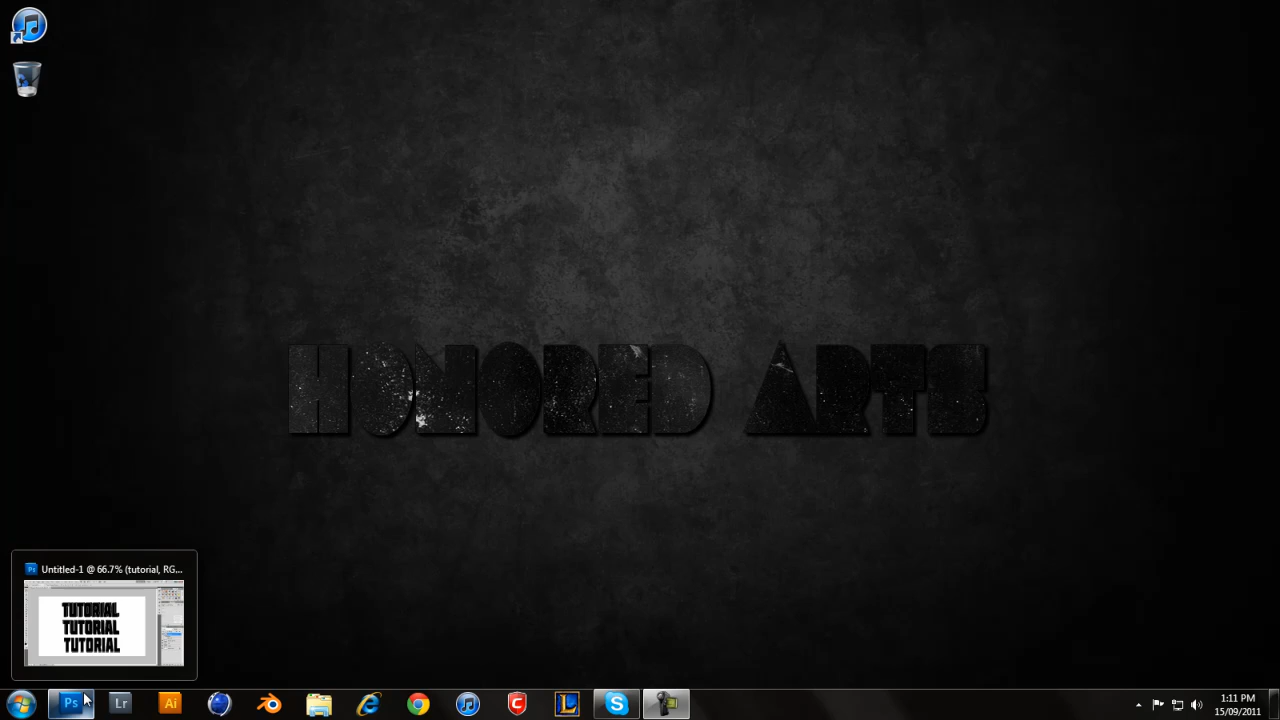 HONORED ARTS
Untitled-1 @ 66.7% (tutorial, RG...
TUTORIAL
TUTORIAL
TUTORIAL
Ps
Lr
Ai
C
L
S
1:11 PM
15/09/2011